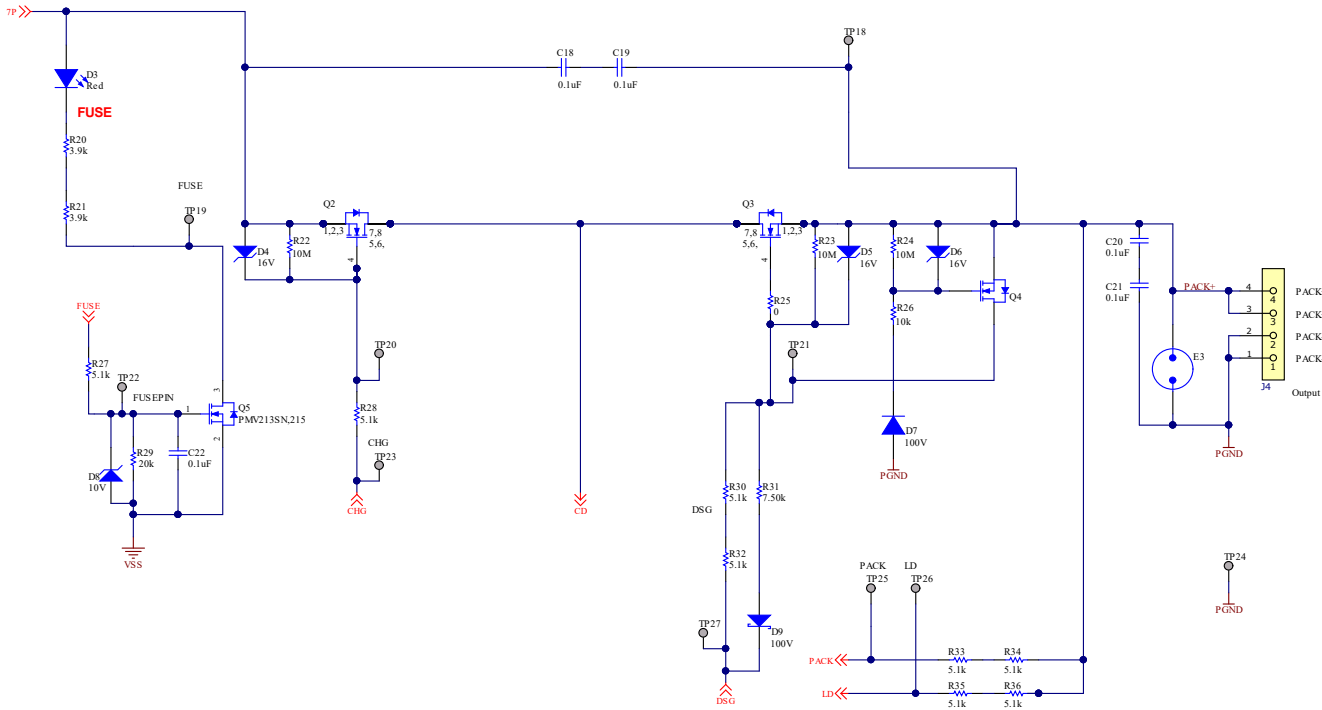 7P
D3
Red
FUSE
R20
3.9k
R21
3.9k
FUSE
TP19
C18
0.1uF
C19
0.1uF
TP18
Q2
1,2,3
7,8
5,6,
4
D4
16V
R22
10M
Q3
7,8
5,6,
1,2,3
4
R23
10M
D5
16V
R24
10M
D6
16V
Q4
R25
0
R26
10k
C20
0.1uF
C21
0.1uF
PACK+
4
4
PACK
3
3
PACK
2
2
PACK
1
1
PACK
J4
Output
E3
PGND
FUSE
R27
5.1k
TP22
FUSEPIN
1
3
Q5
PMV213SN,215
2
D8
10V
R29
20k
C22
0.1uF
VSS
TP20
R28
5.1k
CHG
TP23
CHG
CD
TP21
D7
100V
PGND
R30
5.1k
R31
7.50k
DSG
R32
5.1k
TP27
D9
100V
DSG
PACK
TP25
LD
TP26
PACK
R33
5.1k
R34
5.1k
LD
R35
5.1k
R36
5.1k
TP24
PGND